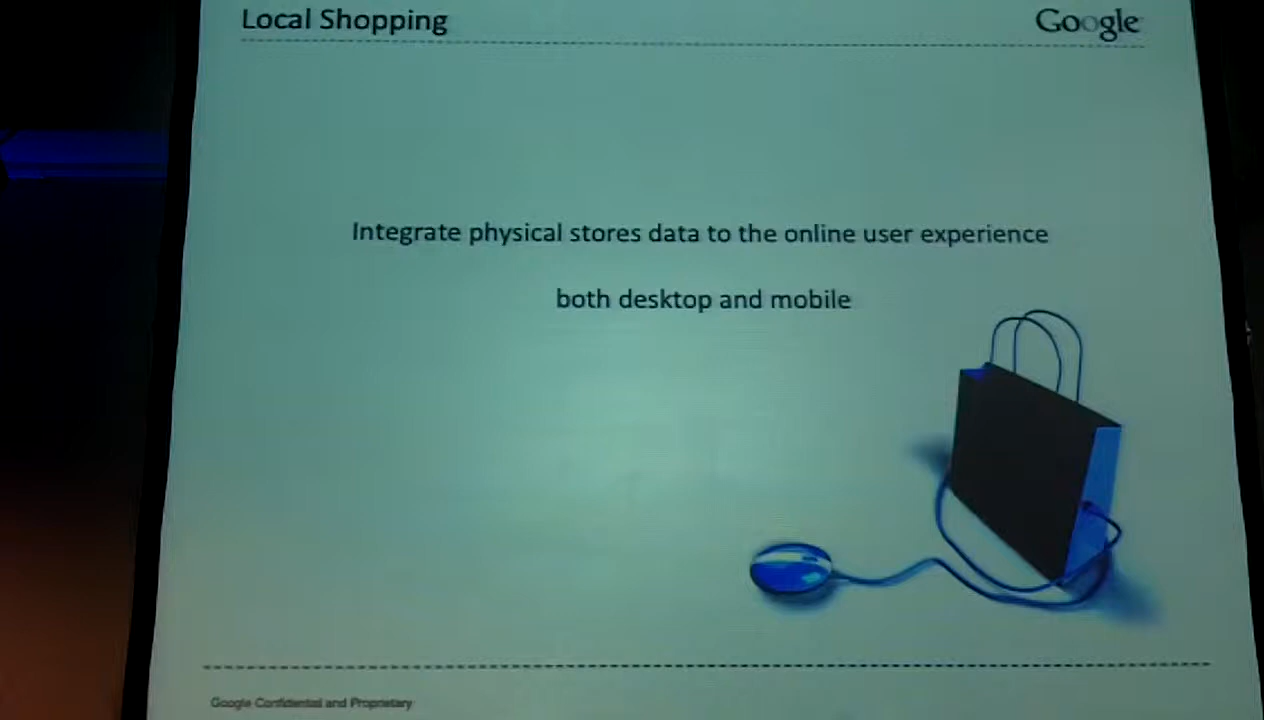 Local Shopping
Google
Integrate physical stores data to the online user experience
both desktop and mobile
Google Confidential and Proprietary